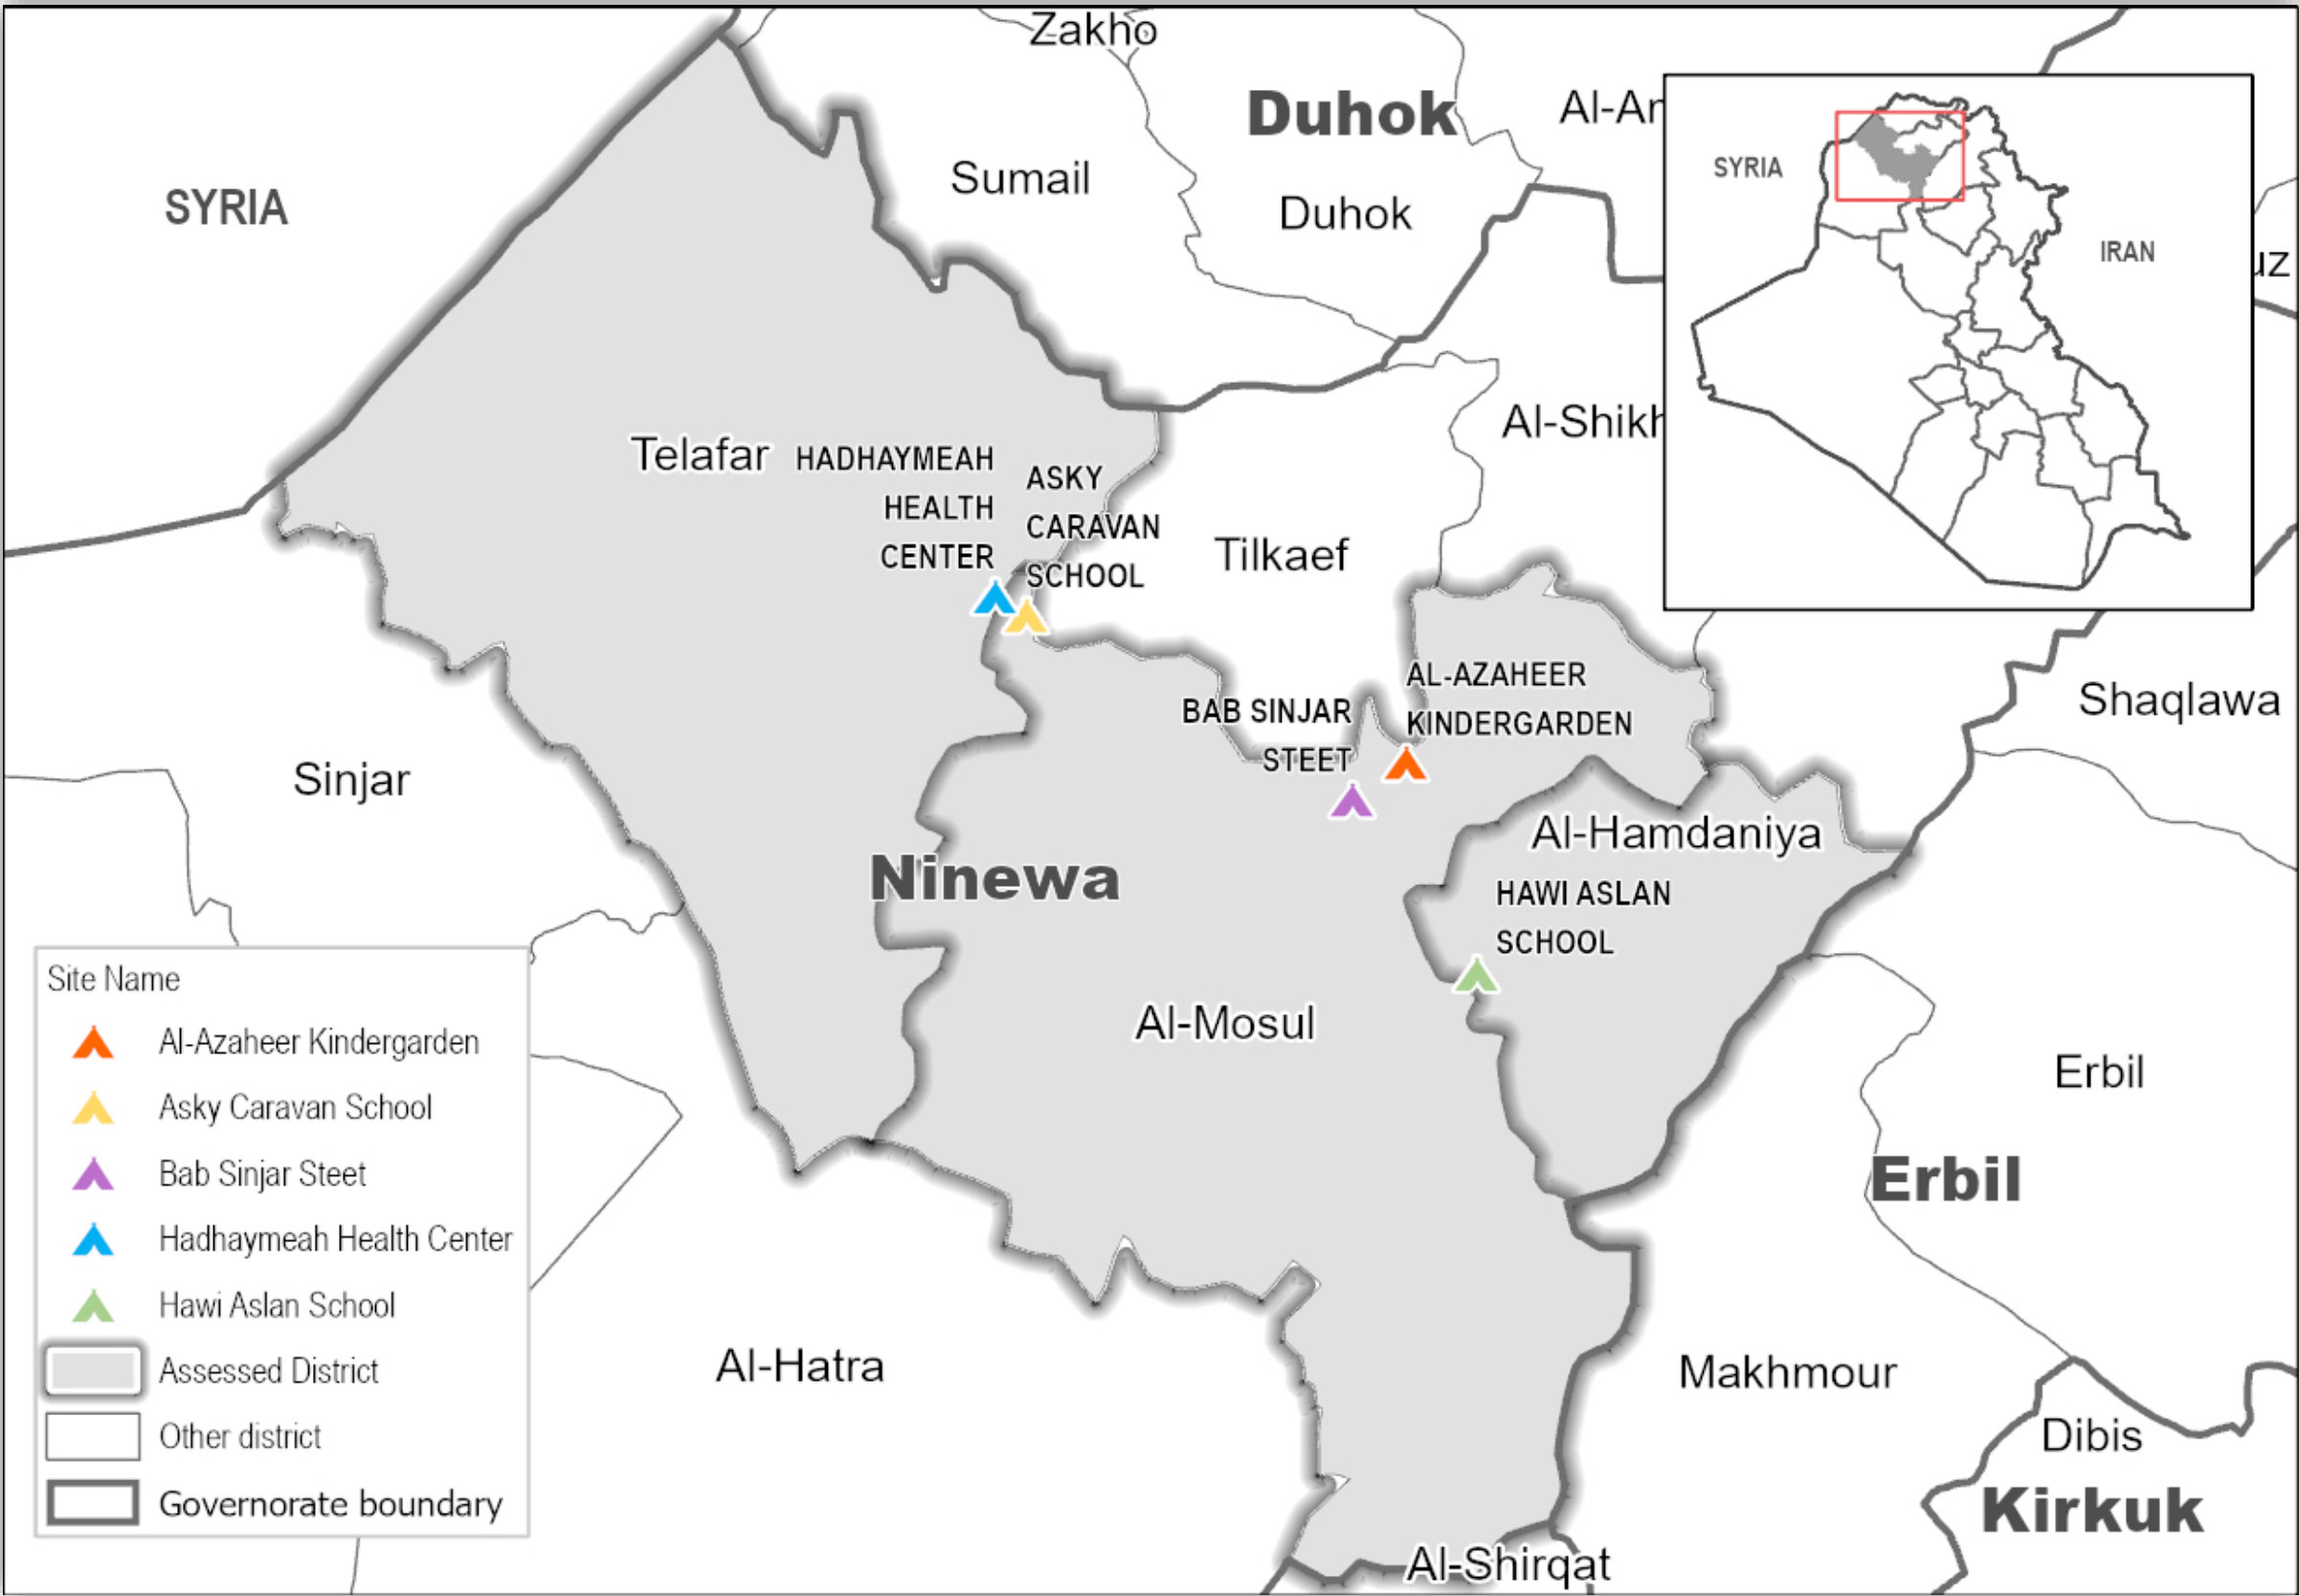 Zakho
Duhok
Al-Ar
SYRIA
Sumail
Duhok
SYRIA
IRAN
uz
Telafar
HADHAYMEAH
HEALTH
CENTER
ASKY
CARAVAN
SCHOOL
Al-Shikh
Tilkaef
AL-AZAHEER
KINDERGARDEN
BAB SINJAR
STEET
Shaqlawa
Sinjar
Al-Hamdaniya
Ninewa
HAWI ASLAN
SCHOOL
Al-Mosul
Erbil
Erbil
Al-Hatra
Makhmour
Dibis
Kirkuk
Al-Shirqat
Site Name
Al-Azaheer Kindergarden
Asky Caravan School
Bab Sinjar Steet
Hadhaymeah Health Center
Hawi Aslan School
Assessed District
Other district
Governorate boundary